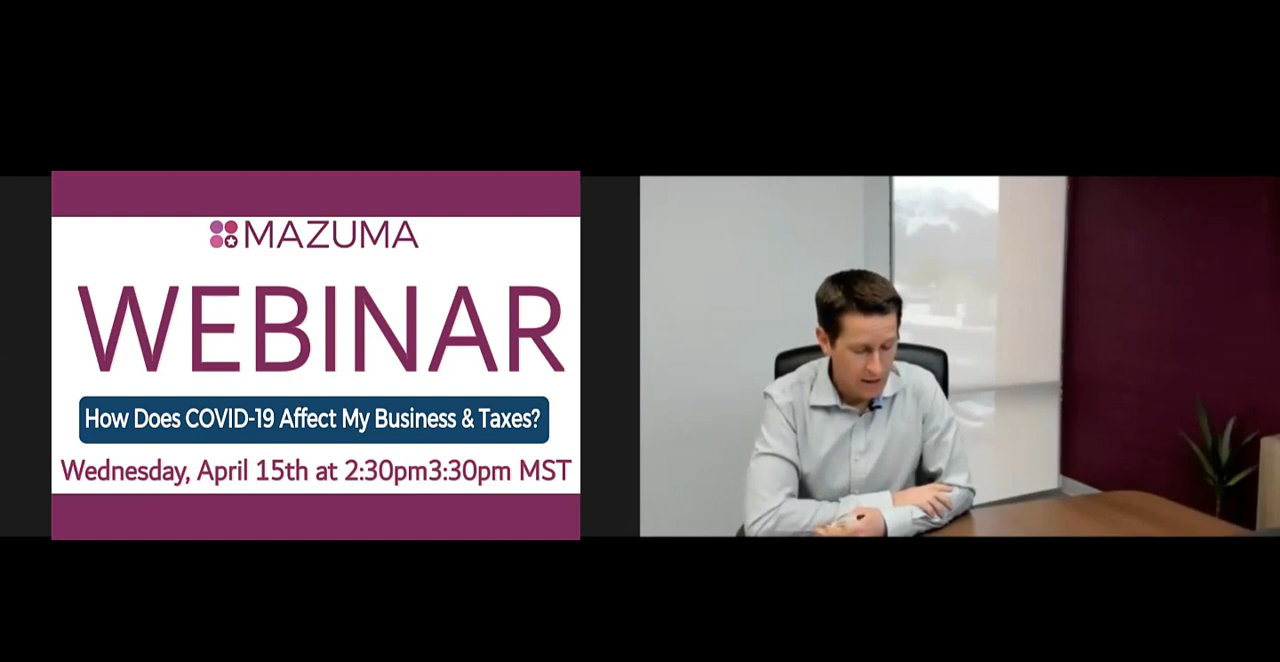 MAZUMA
WEBINAR
How Does COVID-19 Affect My Business & Taxes?
Wednesday, April 15th at 2:30pm3:30pm MST